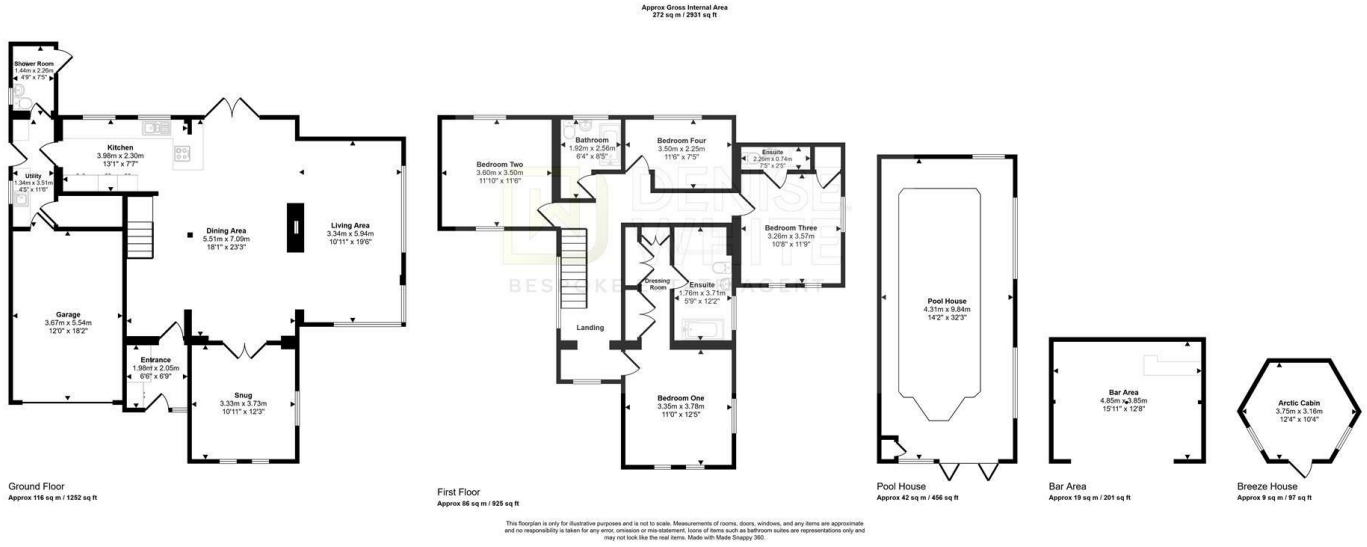 Approx Gross Internal Area
272 sq m / 2931 sq ft
Shower Room
1.44m x 2.26m
4'9" x 7'5"
Kitchen
3.98m x 2.30m
13'1" x 7'7"
Utility
1.34m x 3.51m
4'5" x 11'6"
Dining Area
5.51m x 7.09m
18'1" x 23'3"
Living Area
3.34m x 5.94m
10'11" x 19'6"
Garage
3.67m x 5.54m
12'0" x 18'2"
Entrance
1.98m x 2.05m
6'6" x 6'9"
Snug
3.33m x 3.73m
10'11" x 12'3"
Ground Floor
Approx 116 sq m / 1252 sq ft
Bedroom Two
3.60m x 3.50m
11'10" x 11'6"
Bathroom
1.92m x 2.56m
6'4" x 8'5"
Bedroom Four
3.50m x 2.25m
11'6" x 7'5"
Ensuite
2.26m x 0.74m
7'5" x 2'5"
Bedroom Three
3.26m x 3.57m
10'8" x 11'9"
Dressing
Room
Ensuite
1.76m x 3.71m
5'9" x 12'2"
Landing
Bedroom One
3.35m x 3.78m
11'0" x 12'5"
First Floor
Approx 86 sq m / 925 sq ft
DENISE
WHITE
BESPOKE ESTATE AGENT
Pool House
4.31m x 9.84m
14'2" x 32'3"
Pool House
Approx 42 sq m / 456 sq ft
Bar Area
4.85m x 3.85m
15'11" x 12'8"
Bar Area
Approx 19 sq m / 201 sq ft
Arctic Cabin
3.75m x 3.16m
12'4" x 10'4"
Breeze House
Approx 9 sq m / 97 sq ft
This floorplan is only for illustrative purposes and is not to scale. Measurements of rooms, doors, windows, and any items are approximate
and no responsibility is taken for any error, omission or mis-statement. Icons of items such as bathroom suites are representations only and
may not look like the real items. Made with Made Snappy 360.